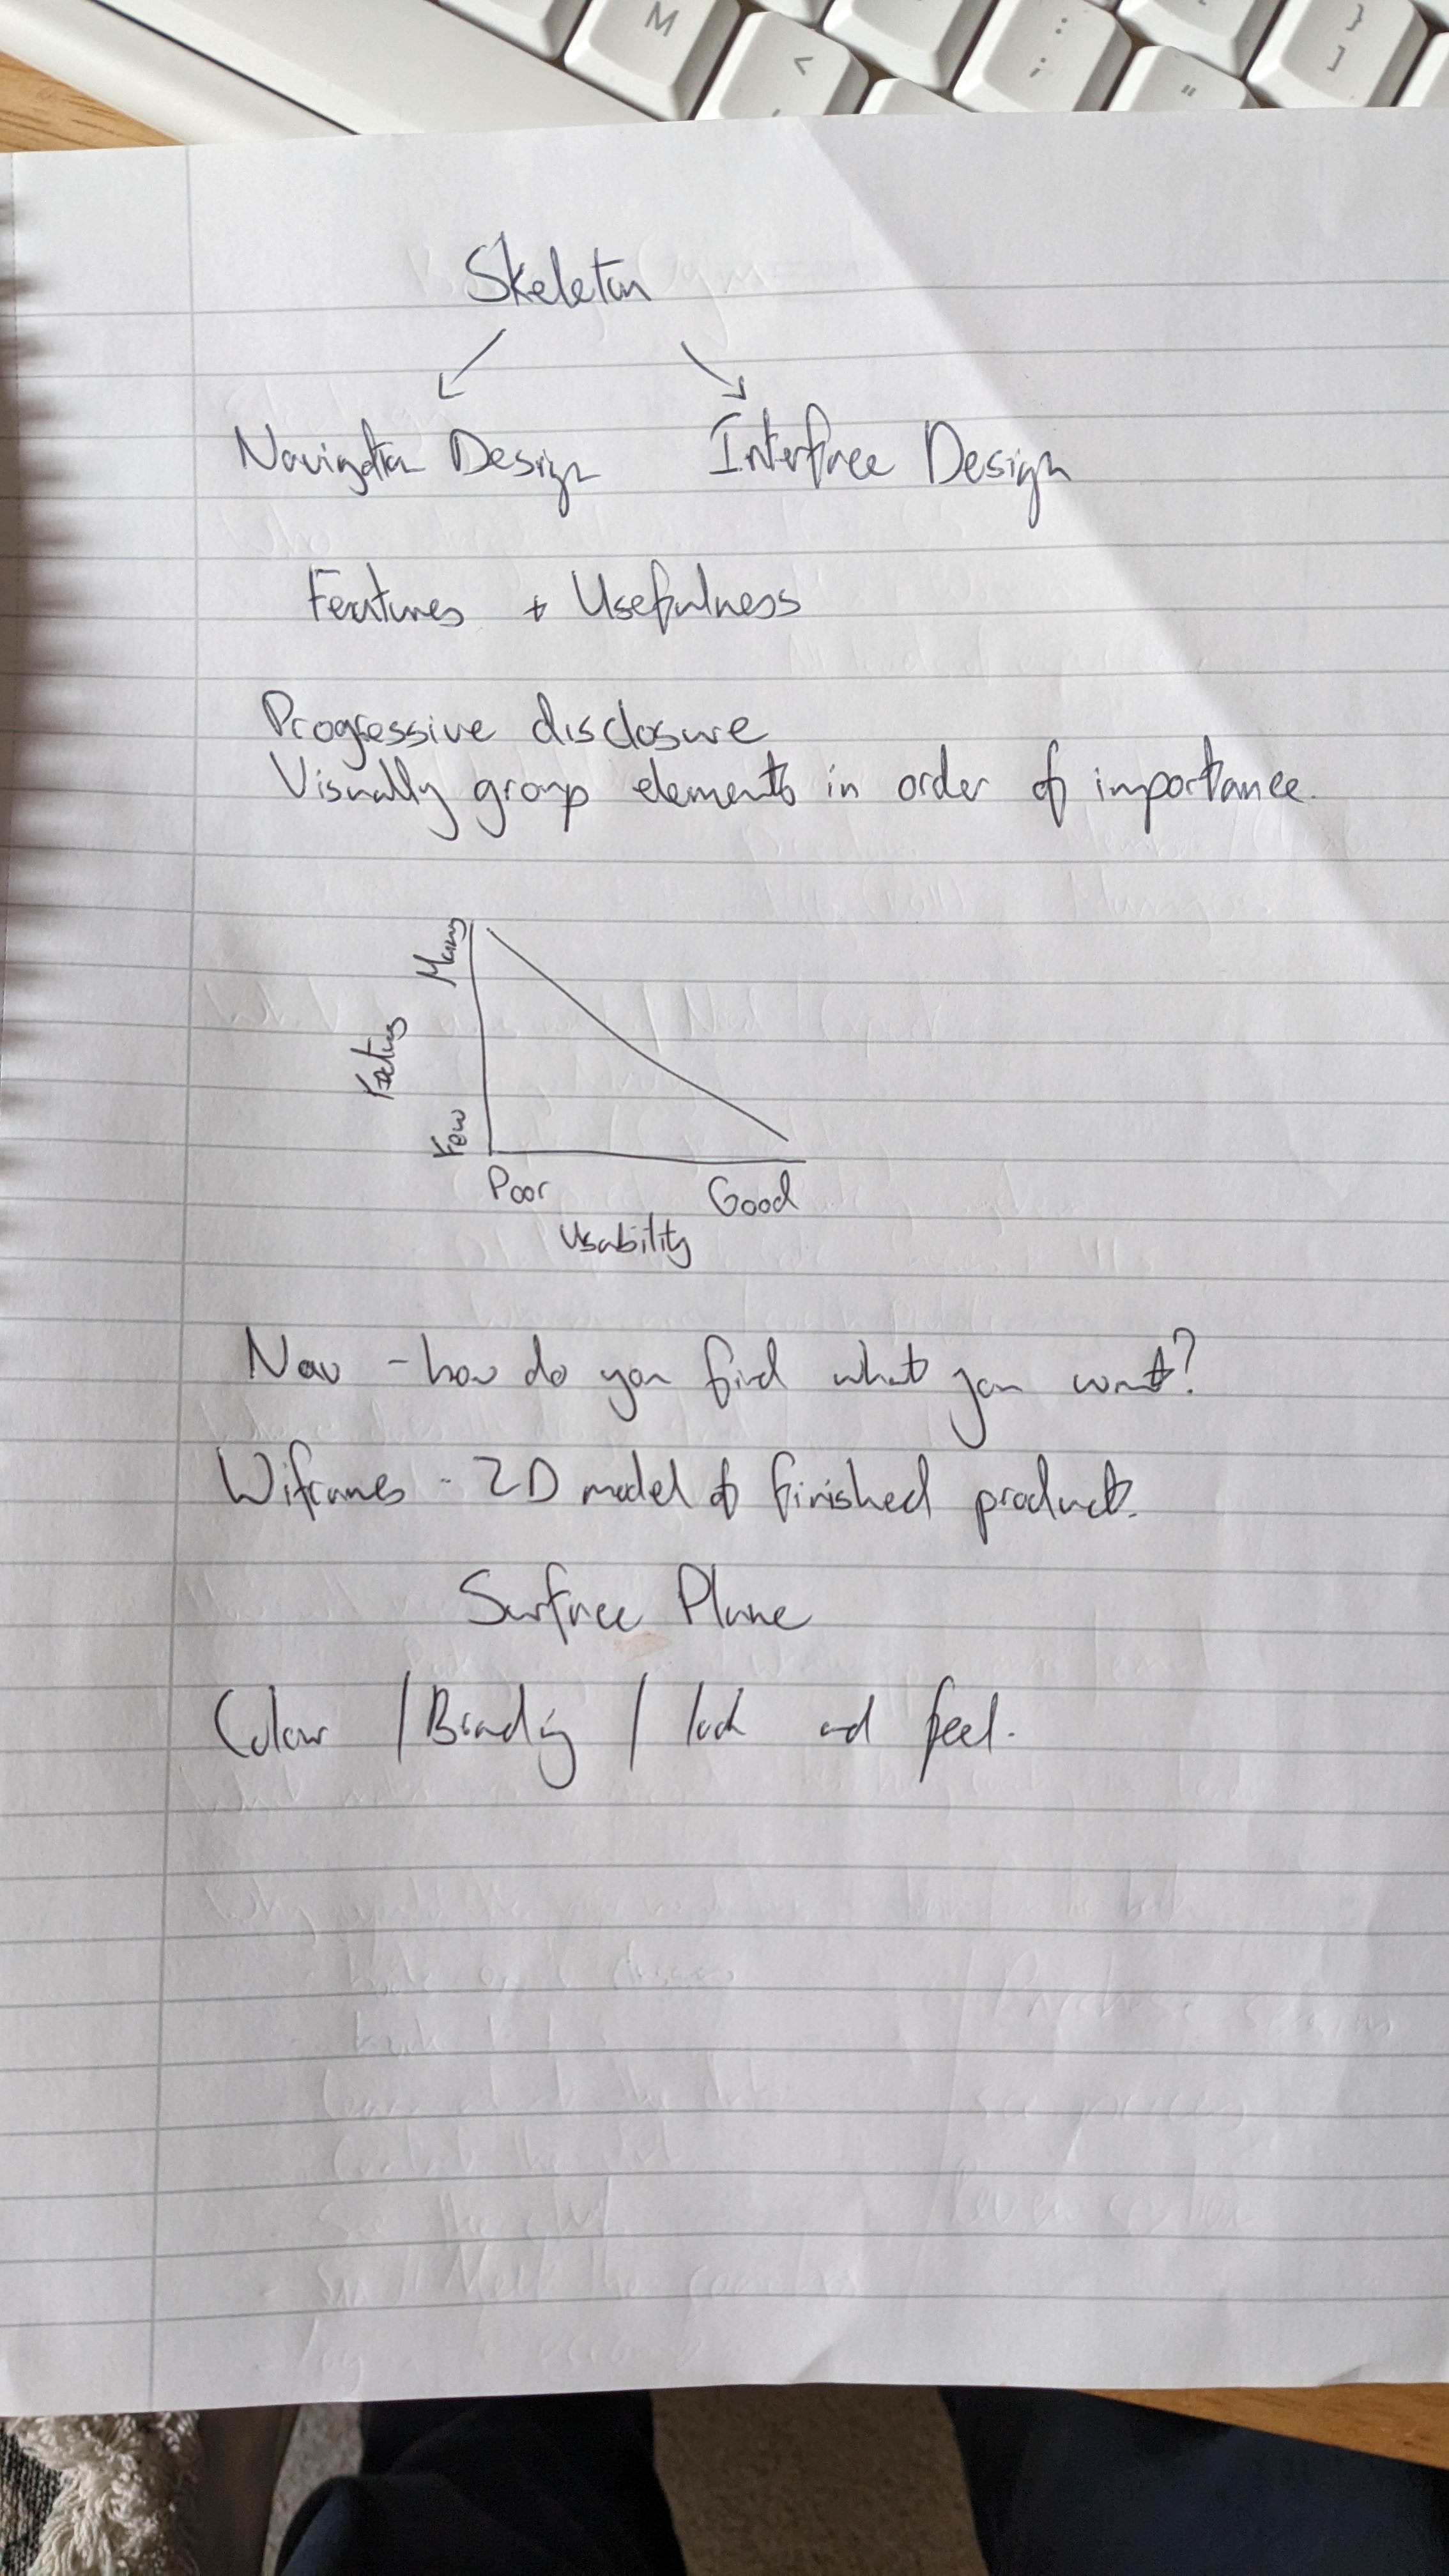 M
<
,
:
;
"
}
]
Skeleton
Navigation Design Interface Design
Features + Usefulness
Progressive disclosure
Visually group elements in order of importance.
Many
Features
Few
Poor Good
Usability
Nav - how do you find what you want?
Wiframes - 2D model of finished product.
Surface Plane
Colour / Branding / look and feel.